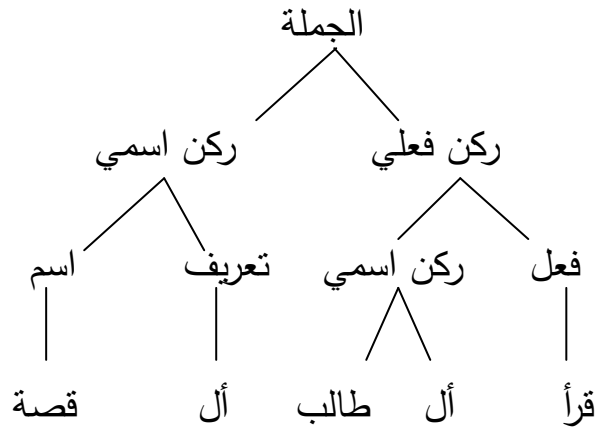 الجملة
ركن فعلي ركن اسمي
فعل ركن اسمي تعريف اسم
قرأ أل طالب أل قصة